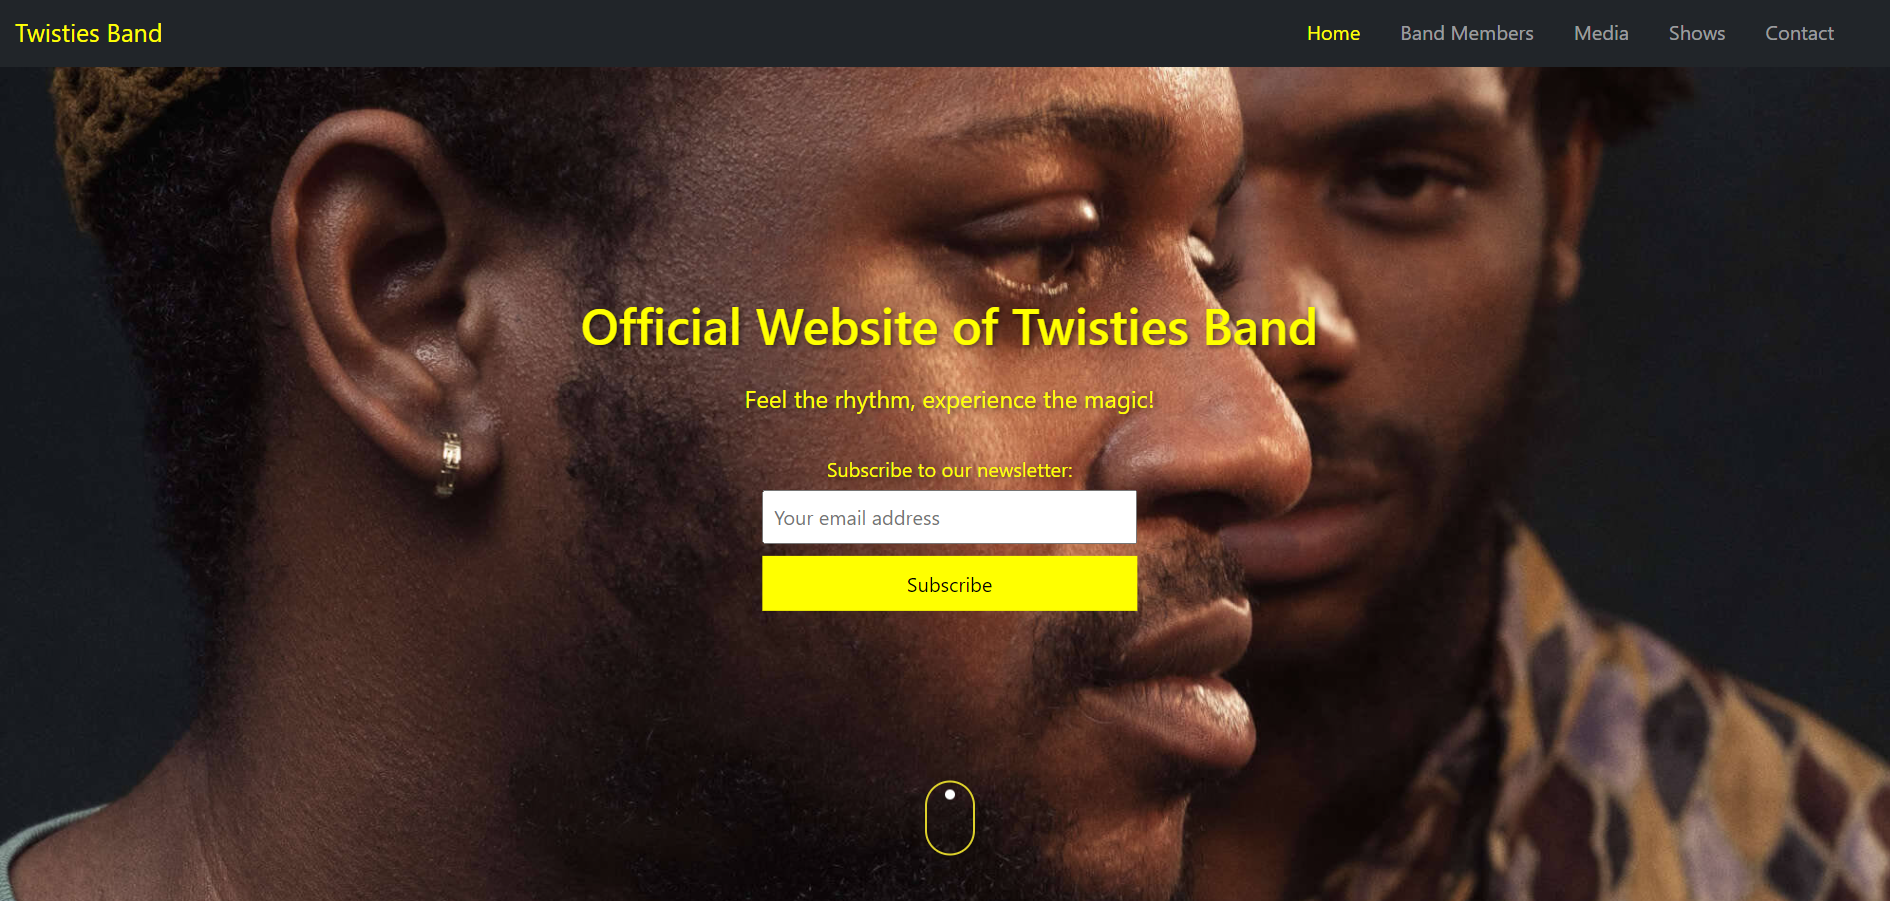 Twisties Band
Home Band Members Media Shows Contact
Official Website of Twisties Band
Feel the rhythm, experience the magic!
Subscribe to our newsletter:
Your email address
Subscribe